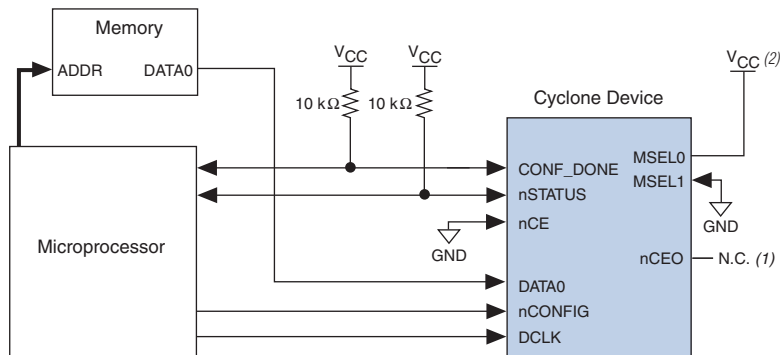 Memory
ADDR
DATA0
VCC
VCC
10 kΩ
10 kΩ
Cyclone Device
VCC (2)
MSEL0
CONF_DONE
MSEL1
nSTATUS
Microprocessor
nCE
GND
GND
nCEO
N.C. (1)
DATA0
nCONFIG
DCLK